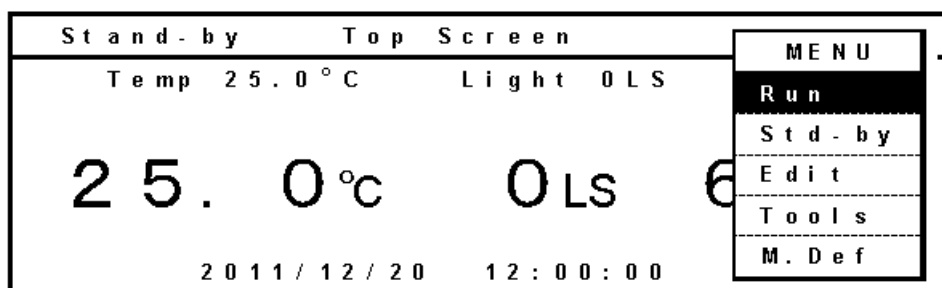 Stand-by Top Screen
Temp 25.0°C Light 0LS
25.0°C 0LS 6
2011/12/20 12:00:00
MENU
Run
Std-by
Edit
Tools
M.Def